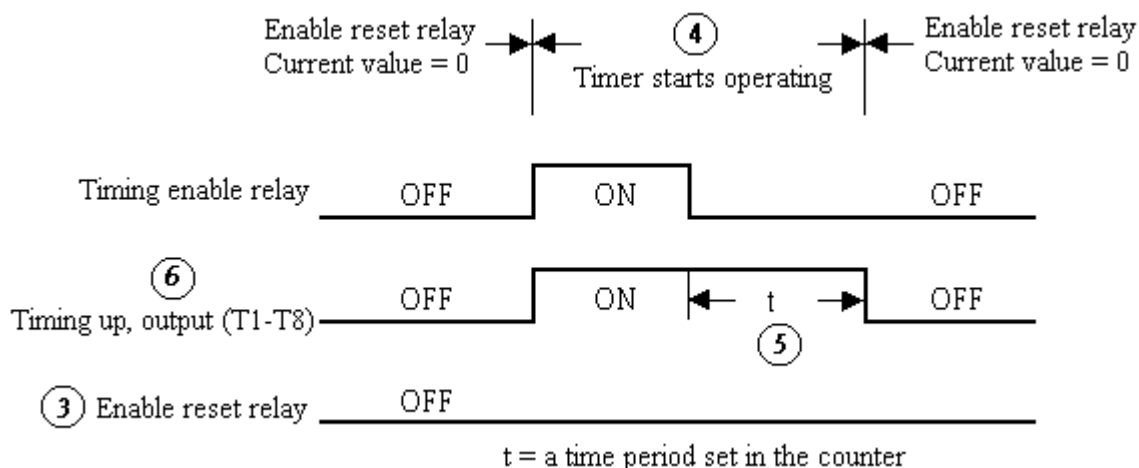 Enable reset relay
Current value = 0
4
Timer starts operating
Enable reset relay
Current value = 0
Timing enable relay
OFF
ON
OFF
6
Timing up, output (T1-T8)
OFF
ON
t
5
OFF
3 Enable reset relay
OFF
t = a time period set in the counter